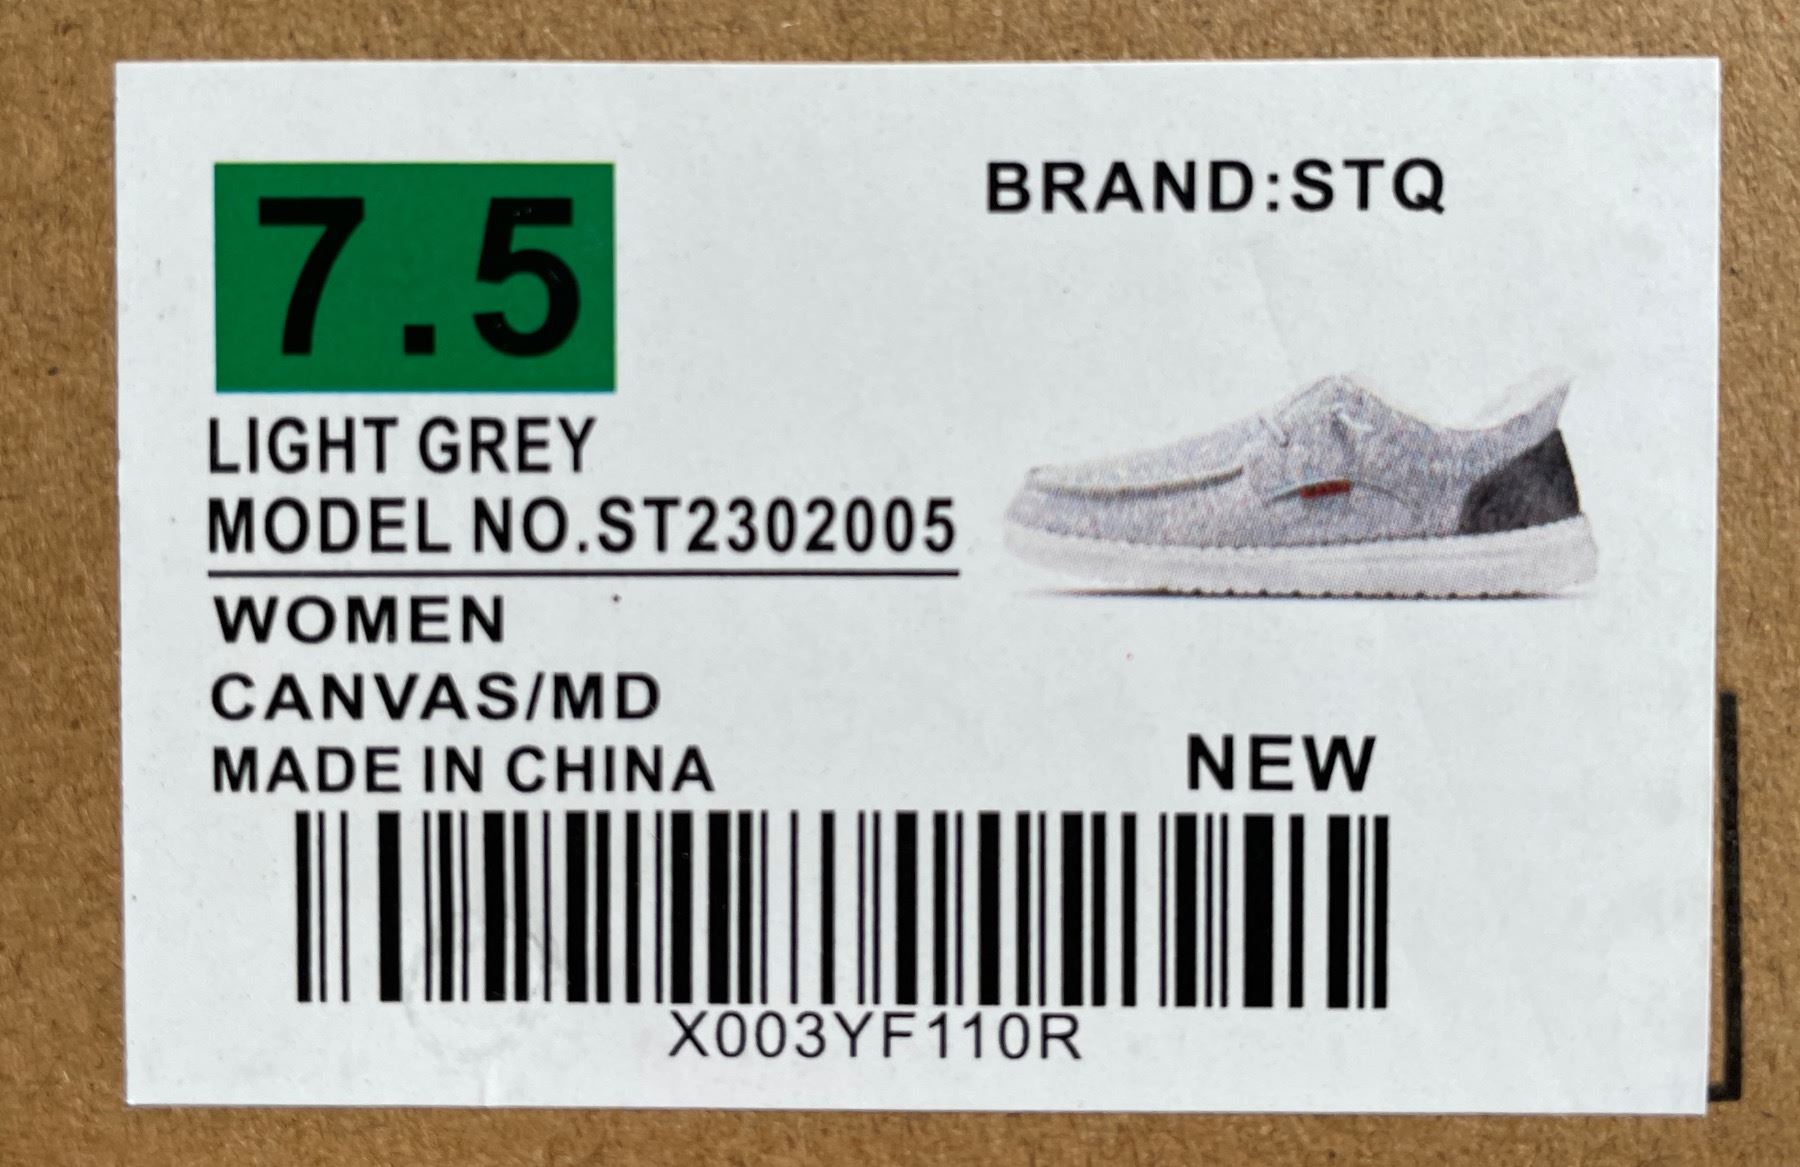 7.5
BRAND:STQ
LIGHT GREY
MODEL NO.ST2302005
WOMEN
CANVAS/MD
MADE IN CHINA
NEW
X003YF110R